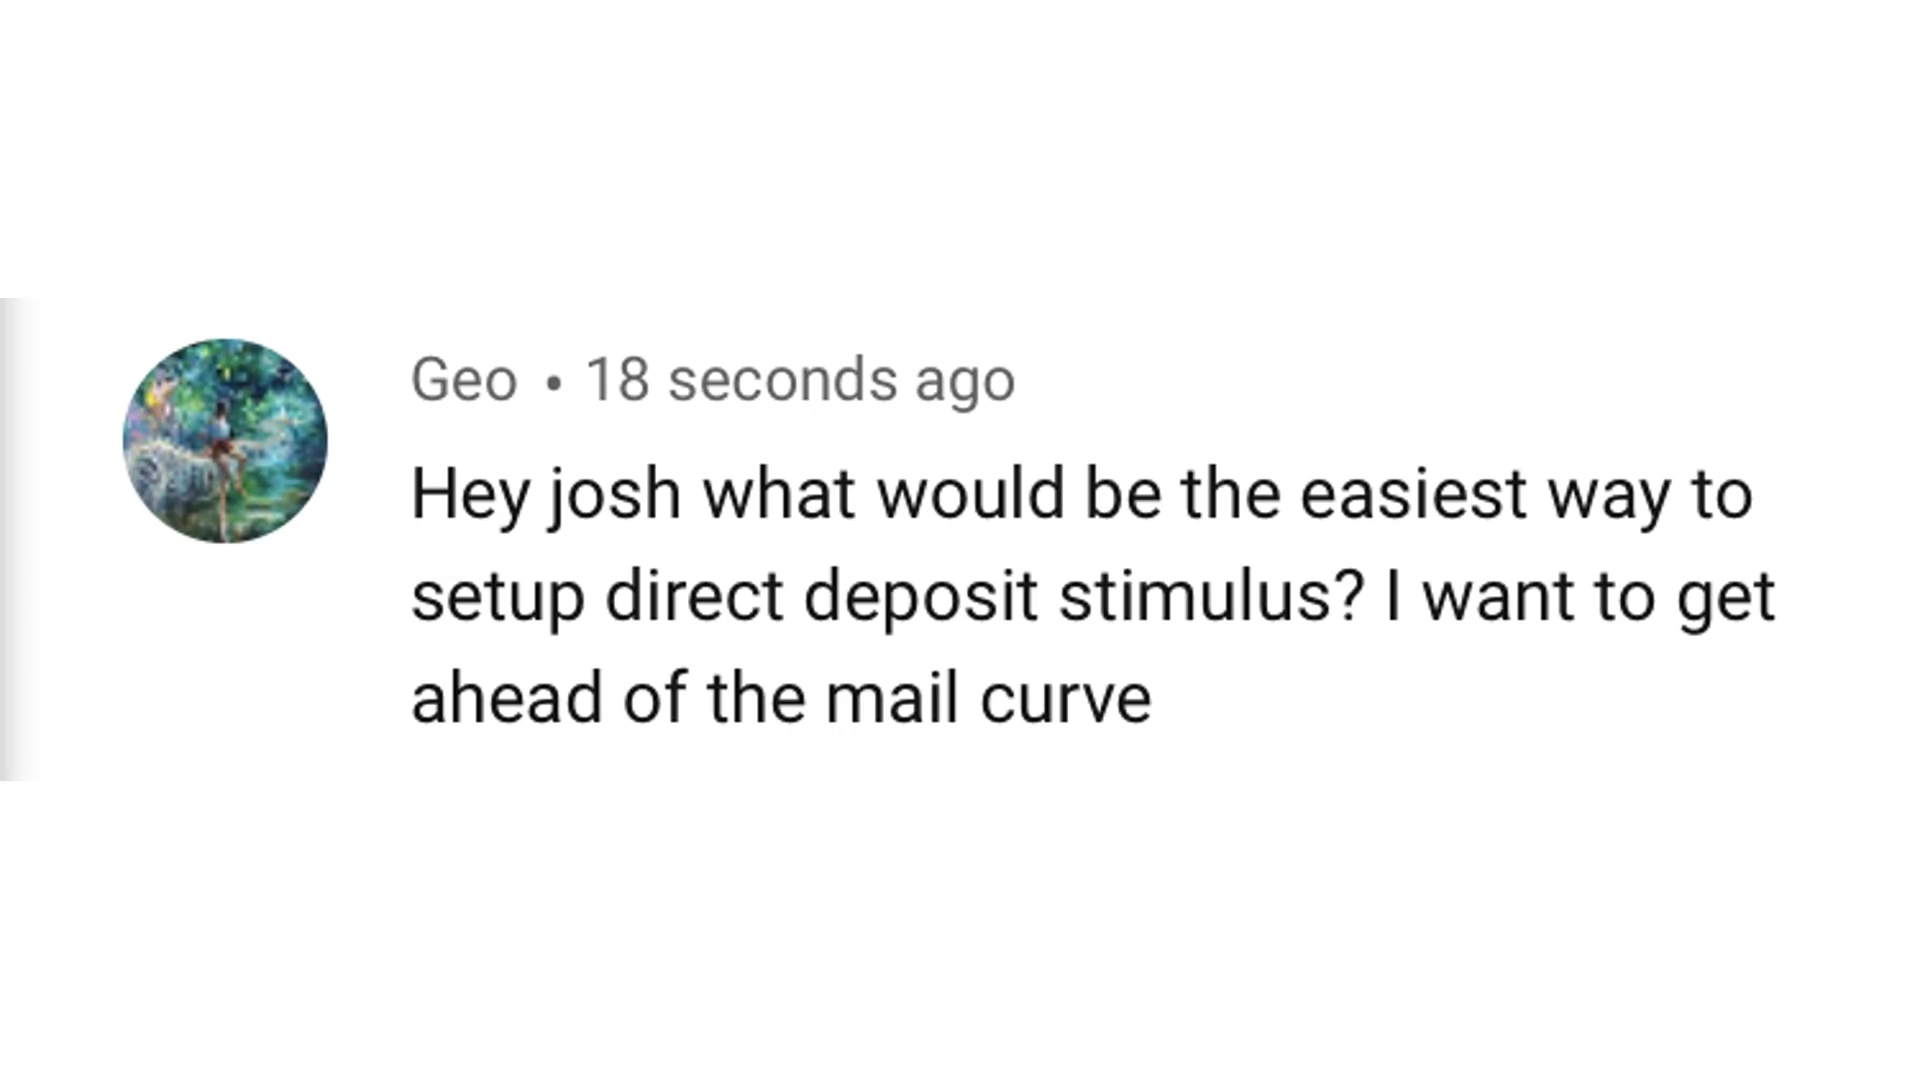 Geo • 18 seconds ago
Hey josh what would be the easiest way to
setup direct deposit stimulus? I want to get
ahead of the mail curve